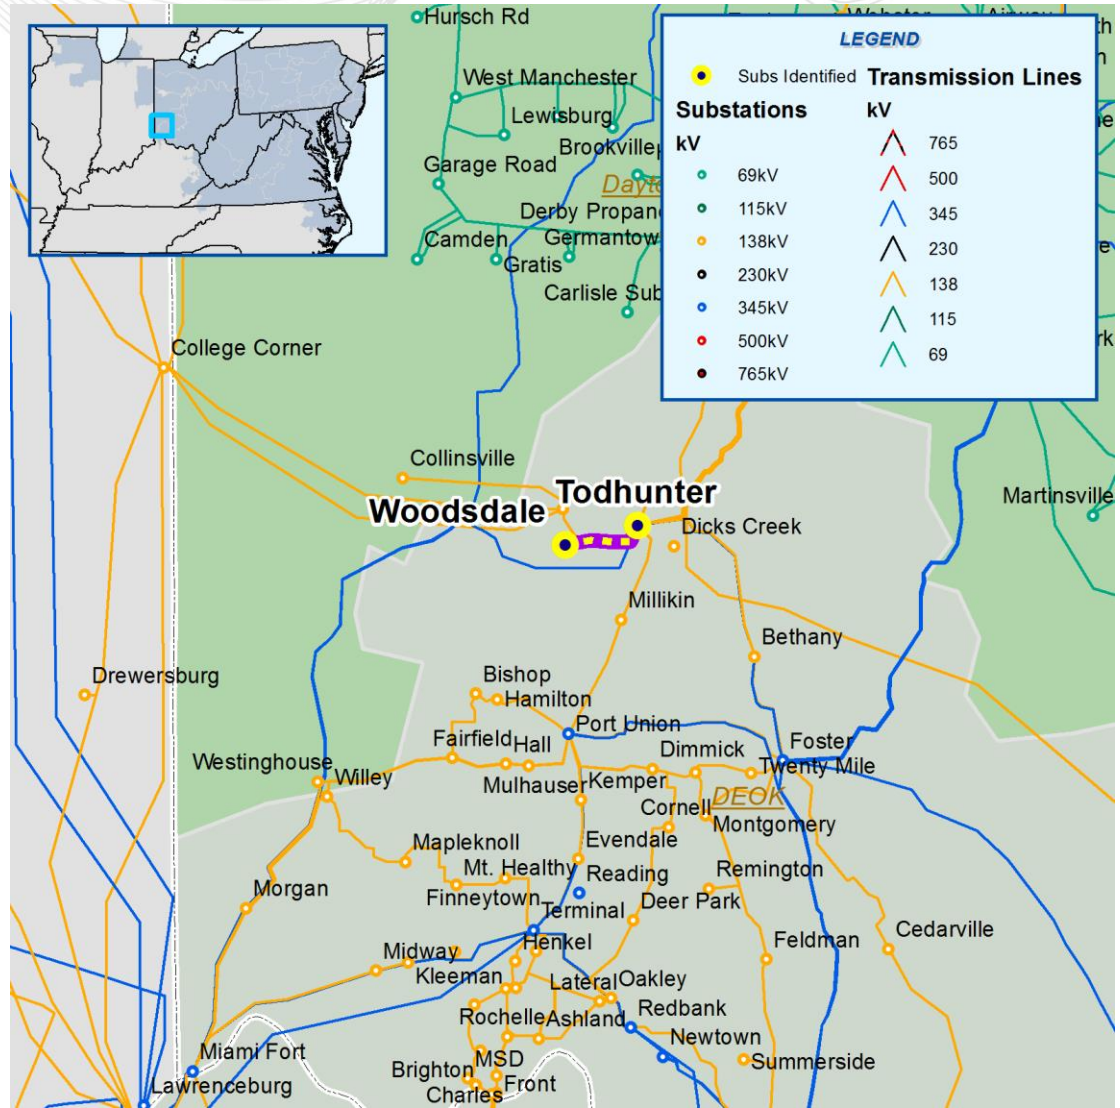 Hursch Rd
West Manchester
Lewisburg
Brookville
Garage Road
Derby Propan
Camden
Germantow
Gratis
Carlisle Sub
LEGEND
Subs Identified
Transmission Lines
Substations
kV
kV
69kV
115kV
138kV
230kV
345kV
500kV
765kV
765
500
345
230
138
115
69
College Corner
Collinsville
Todhunter
Woodsdale
Dicks Creek
Martinsville
Millikin
Bethany
Drewersburg
Bishop
Hamilton
Port Union
Fairfield
Hall
Dimmick
Foster
Westinghouse
Willey
Mulhauser
Kemper
Twenty Mile
DEOK
Cornell
Montgomery
Mapleknoll
Evendale
Mt. Healthy
Reading
Remington
Morgan
Finneytown
Deer Park
Terminal
Cedarville
Midway
Henkel
Feldman
Kleeman
Lateral
Oakley
Rochelle
Ashland
Redbank
Newtown
Miami Fort
MSD
Summerside
Brighton
Front
Lawrenceburg
Charles